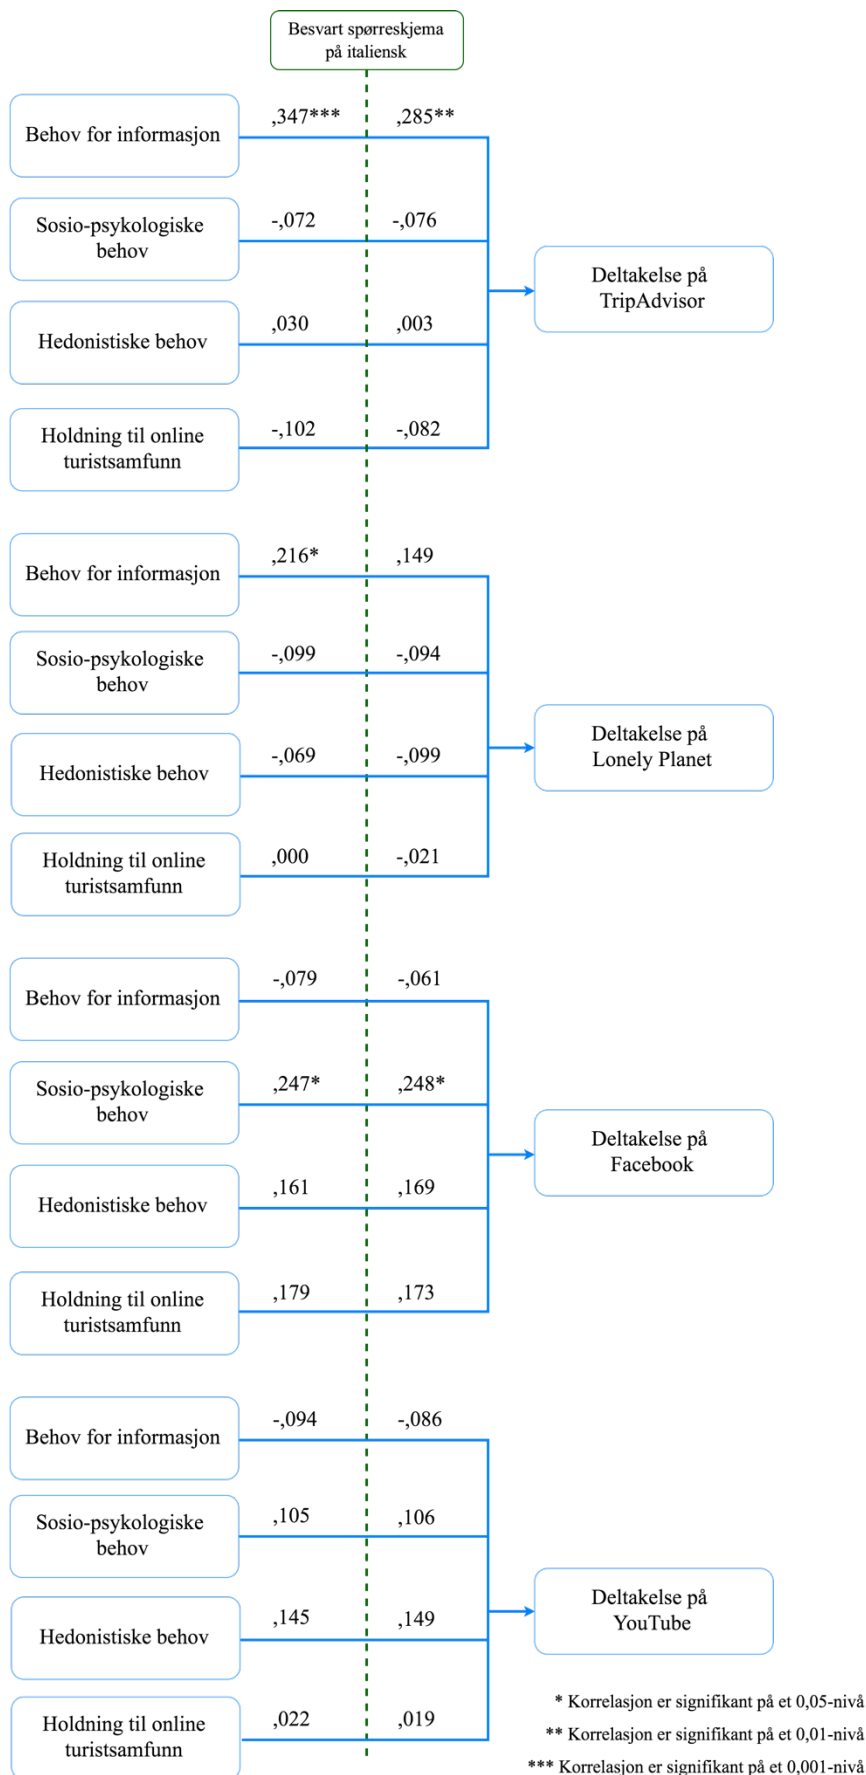 Besvart spørreskjema
på italiensk
,347***
,285**
Behov for informasjon
-,072
-,076
Sosio-psykologiske
behov
,030
,003
Hedonistiske behov
-,102
-,082
Holdning til online
turistsamfunn
Deltakelse på
TripAdvisor
,216*
,149
Behov for informasjon
-,099
-,094
Sosio-psykologiske
behov
-,069
-,099
Hedonistiske behov
,000
-,021
Holdning til online
turistsamfunn
Deltakelse på
Lonely Planet
-,079
-,061
Behov for informasjon
,247*
,248*
Sosio-psykologiske
behov
,161
,169
Hedonistiske behov
,179
,173
Holdning til online
turistsamfunn
Deltakelse på
Facebook
-,094
-,086
Behov for informasjon
,105
,106
Sosio-psykologiske
behov
,145
,149
Hedonistiske behov
,022
,019
Holdning til online
turistsamfunn
Deltakelse på
YouTube
* Korrelasjon er signifikant på et 0,05-nivå
** Korrelasjon er signifikant på et 0,01-nivå
*** Korrelasjon er signifikant på et 0,001-nivå